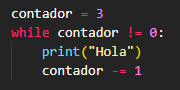 contador = 3
while contador != 0:
    print("Hola")
    contador -= 1